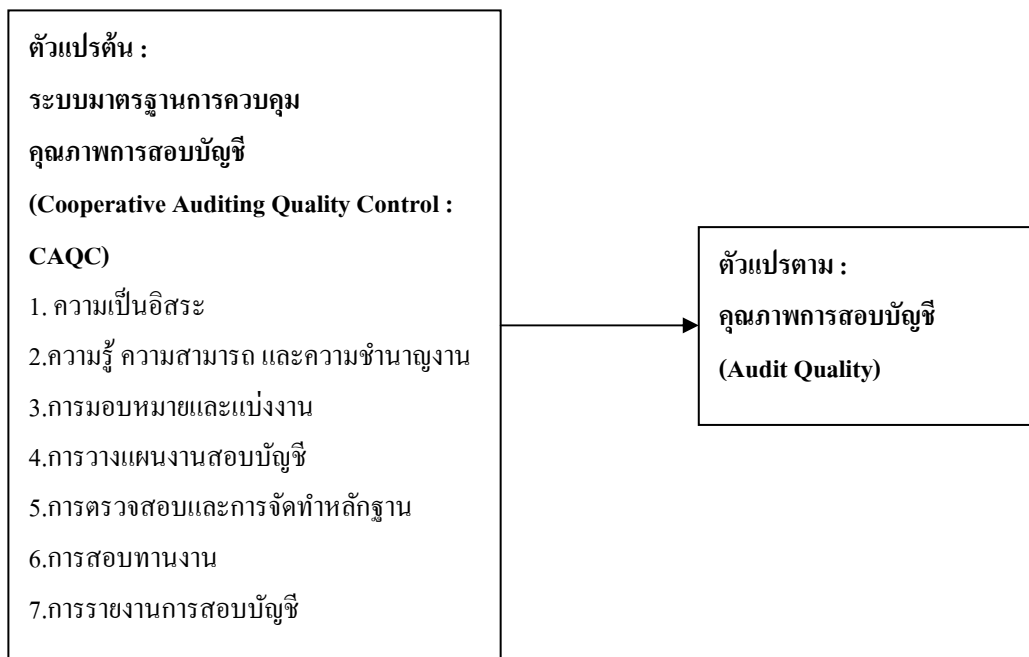 ตัวแปรต้น :
ระบบมาตรฐานการควบคุม
คุณภาพการสอบบัญชี
(Cooperative Auditing Quality Control :
CAQC)
1. ความเป็นอิสระ
2.ความรู้ ความสามารถ และความชำนาญงาน
3.การมอบหมายและแบ่งงาน
4.การวางแผนงานสอบบัญชี
5.การตรวจสอบและการจัดทำหลักฐาน
6.การสอบทานงาน
7.การรายงานการสอบบัญชี
ตัวแปรตาม :
คุณภาพการสอบบัญชี
(Audit Quality)